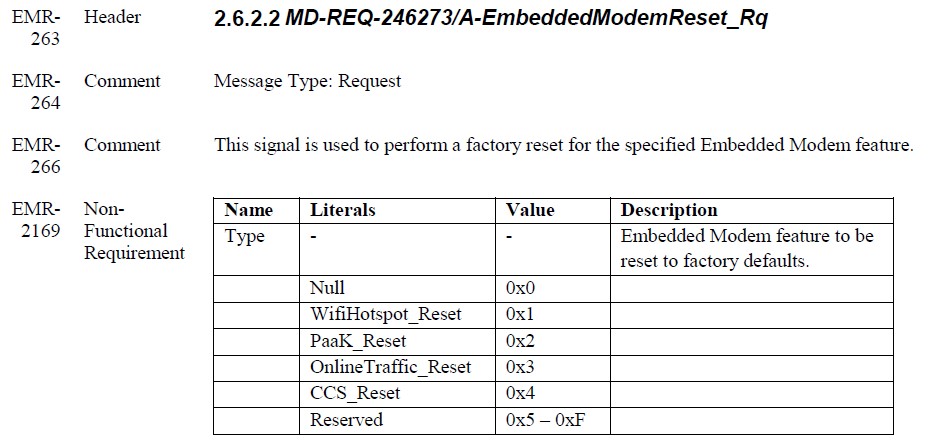 EMR- Header 2.6.2.2 MD-REQ-246273/A-EmbeddedModemReset_Rq
263
EMR- Comment Message Type: Request
264
EMR- Comment This signal is used to perform a factory reset for the specified Embedded Modem feature.
266
EMR- Non-
2169 Functional
Requirement
Name Literals Value Description
Type - - Embedded Modem feature to be
reset to factory defaults.
Null 0x0
WifiHotspot_Reset 0x1
PaaK_Reset 0x2
OnlineTraffic_Reset 0x3
CCS_Reset 0x4
Reserved 0x5 – 0xF